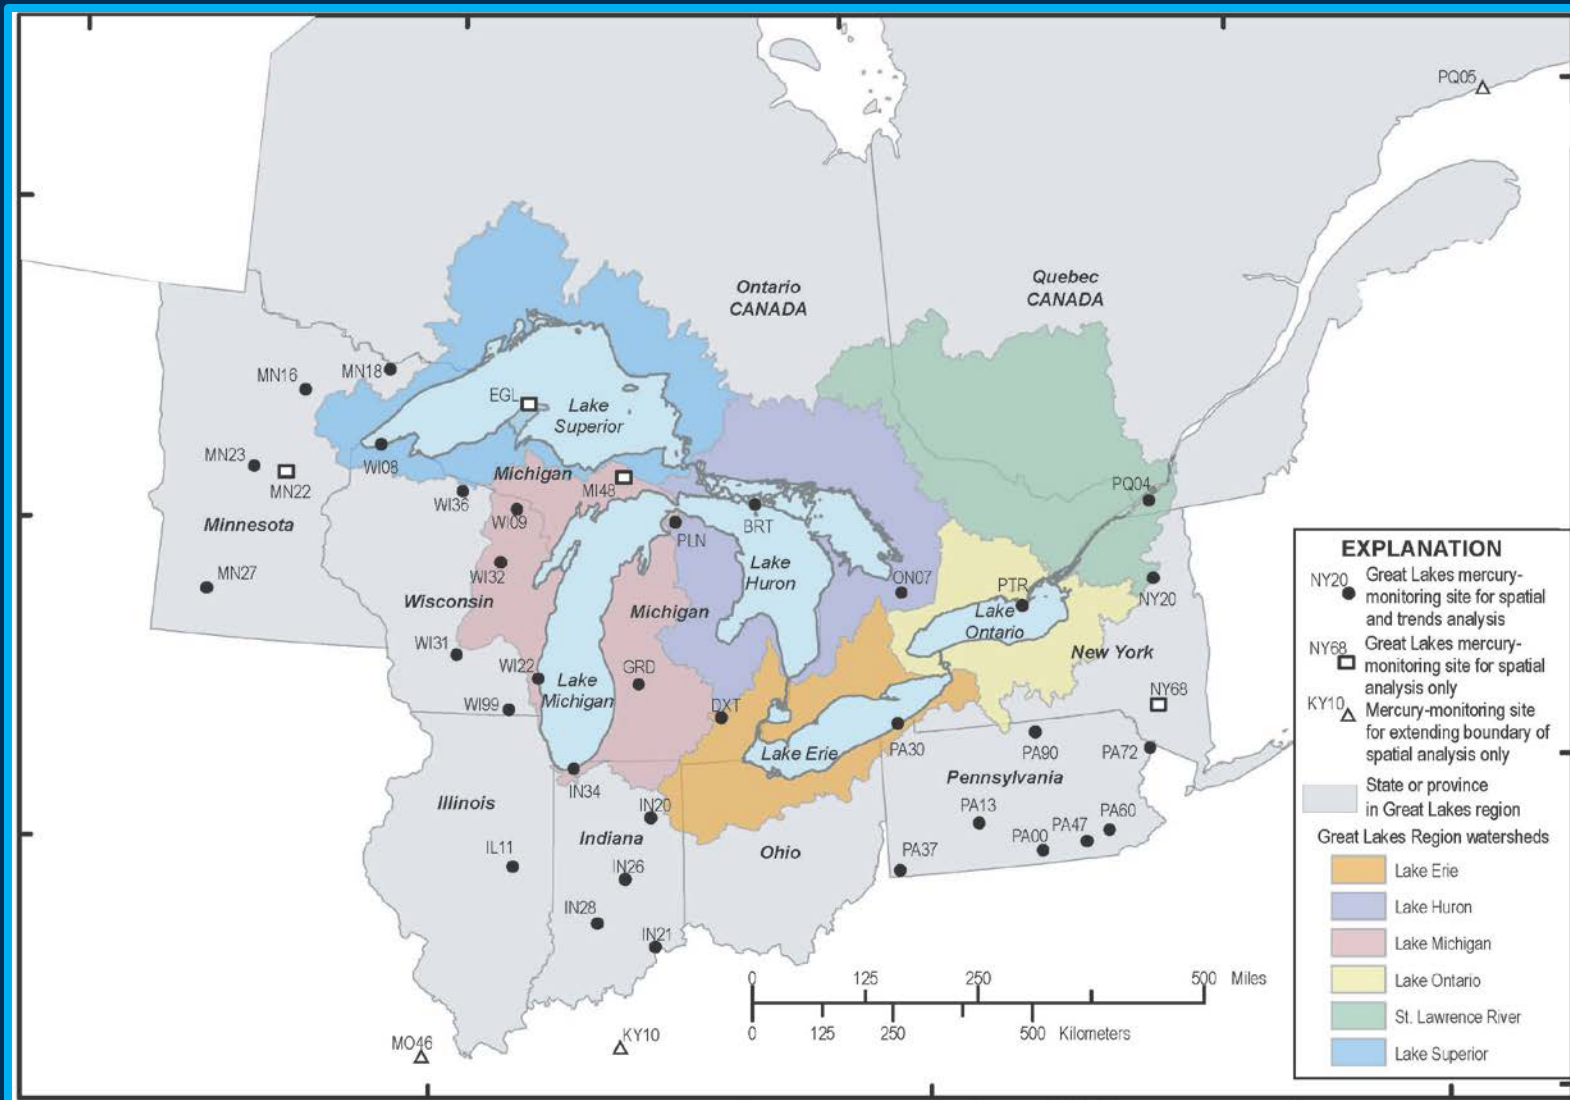 PQ05
Ontario
CANADA
Quebec
CANADA
MN16
MN18
EGL
Lake
Superior
MN23
MN22
WI08
Michigan
MI48
WI36
WI09
BRT
PQ04
Minnesota
PLN
MN27
WI32
Lake
Huron
ON07
PTR
NY20
Wisconsin
Michigan
Lake
Ontario
WI31
New York
WI22
GRD
Lake
Michigan
NY68
WI99
DXT
Lake Erie
PA30
PA90
PA72
Pennsylvania
Illinois
IN34
IN20
PA13
PA60
PA47
PA00
Indiana
Ohio
IL11
IN26
PA37
IN28
IN21
MO46
KY10
0 125 250 500 Miles
0 125 250 500 Kilometers
EXPLANATION
NY20
Great Lakes mercury-
monitoring site for spatial
and trends analysis
NY68
Great Lakes mercury-
monitoring site for spatial
analysis only
KY10
Mercury-monitoring site
for extending boundary of
spatial analysis only
State or province
in Great Lakes region
Great Lakes Region watersheds
Lake Erie
Lake Huron
Lake Michigan
Lake Ontario
St. Lawrence River
Lake Superior